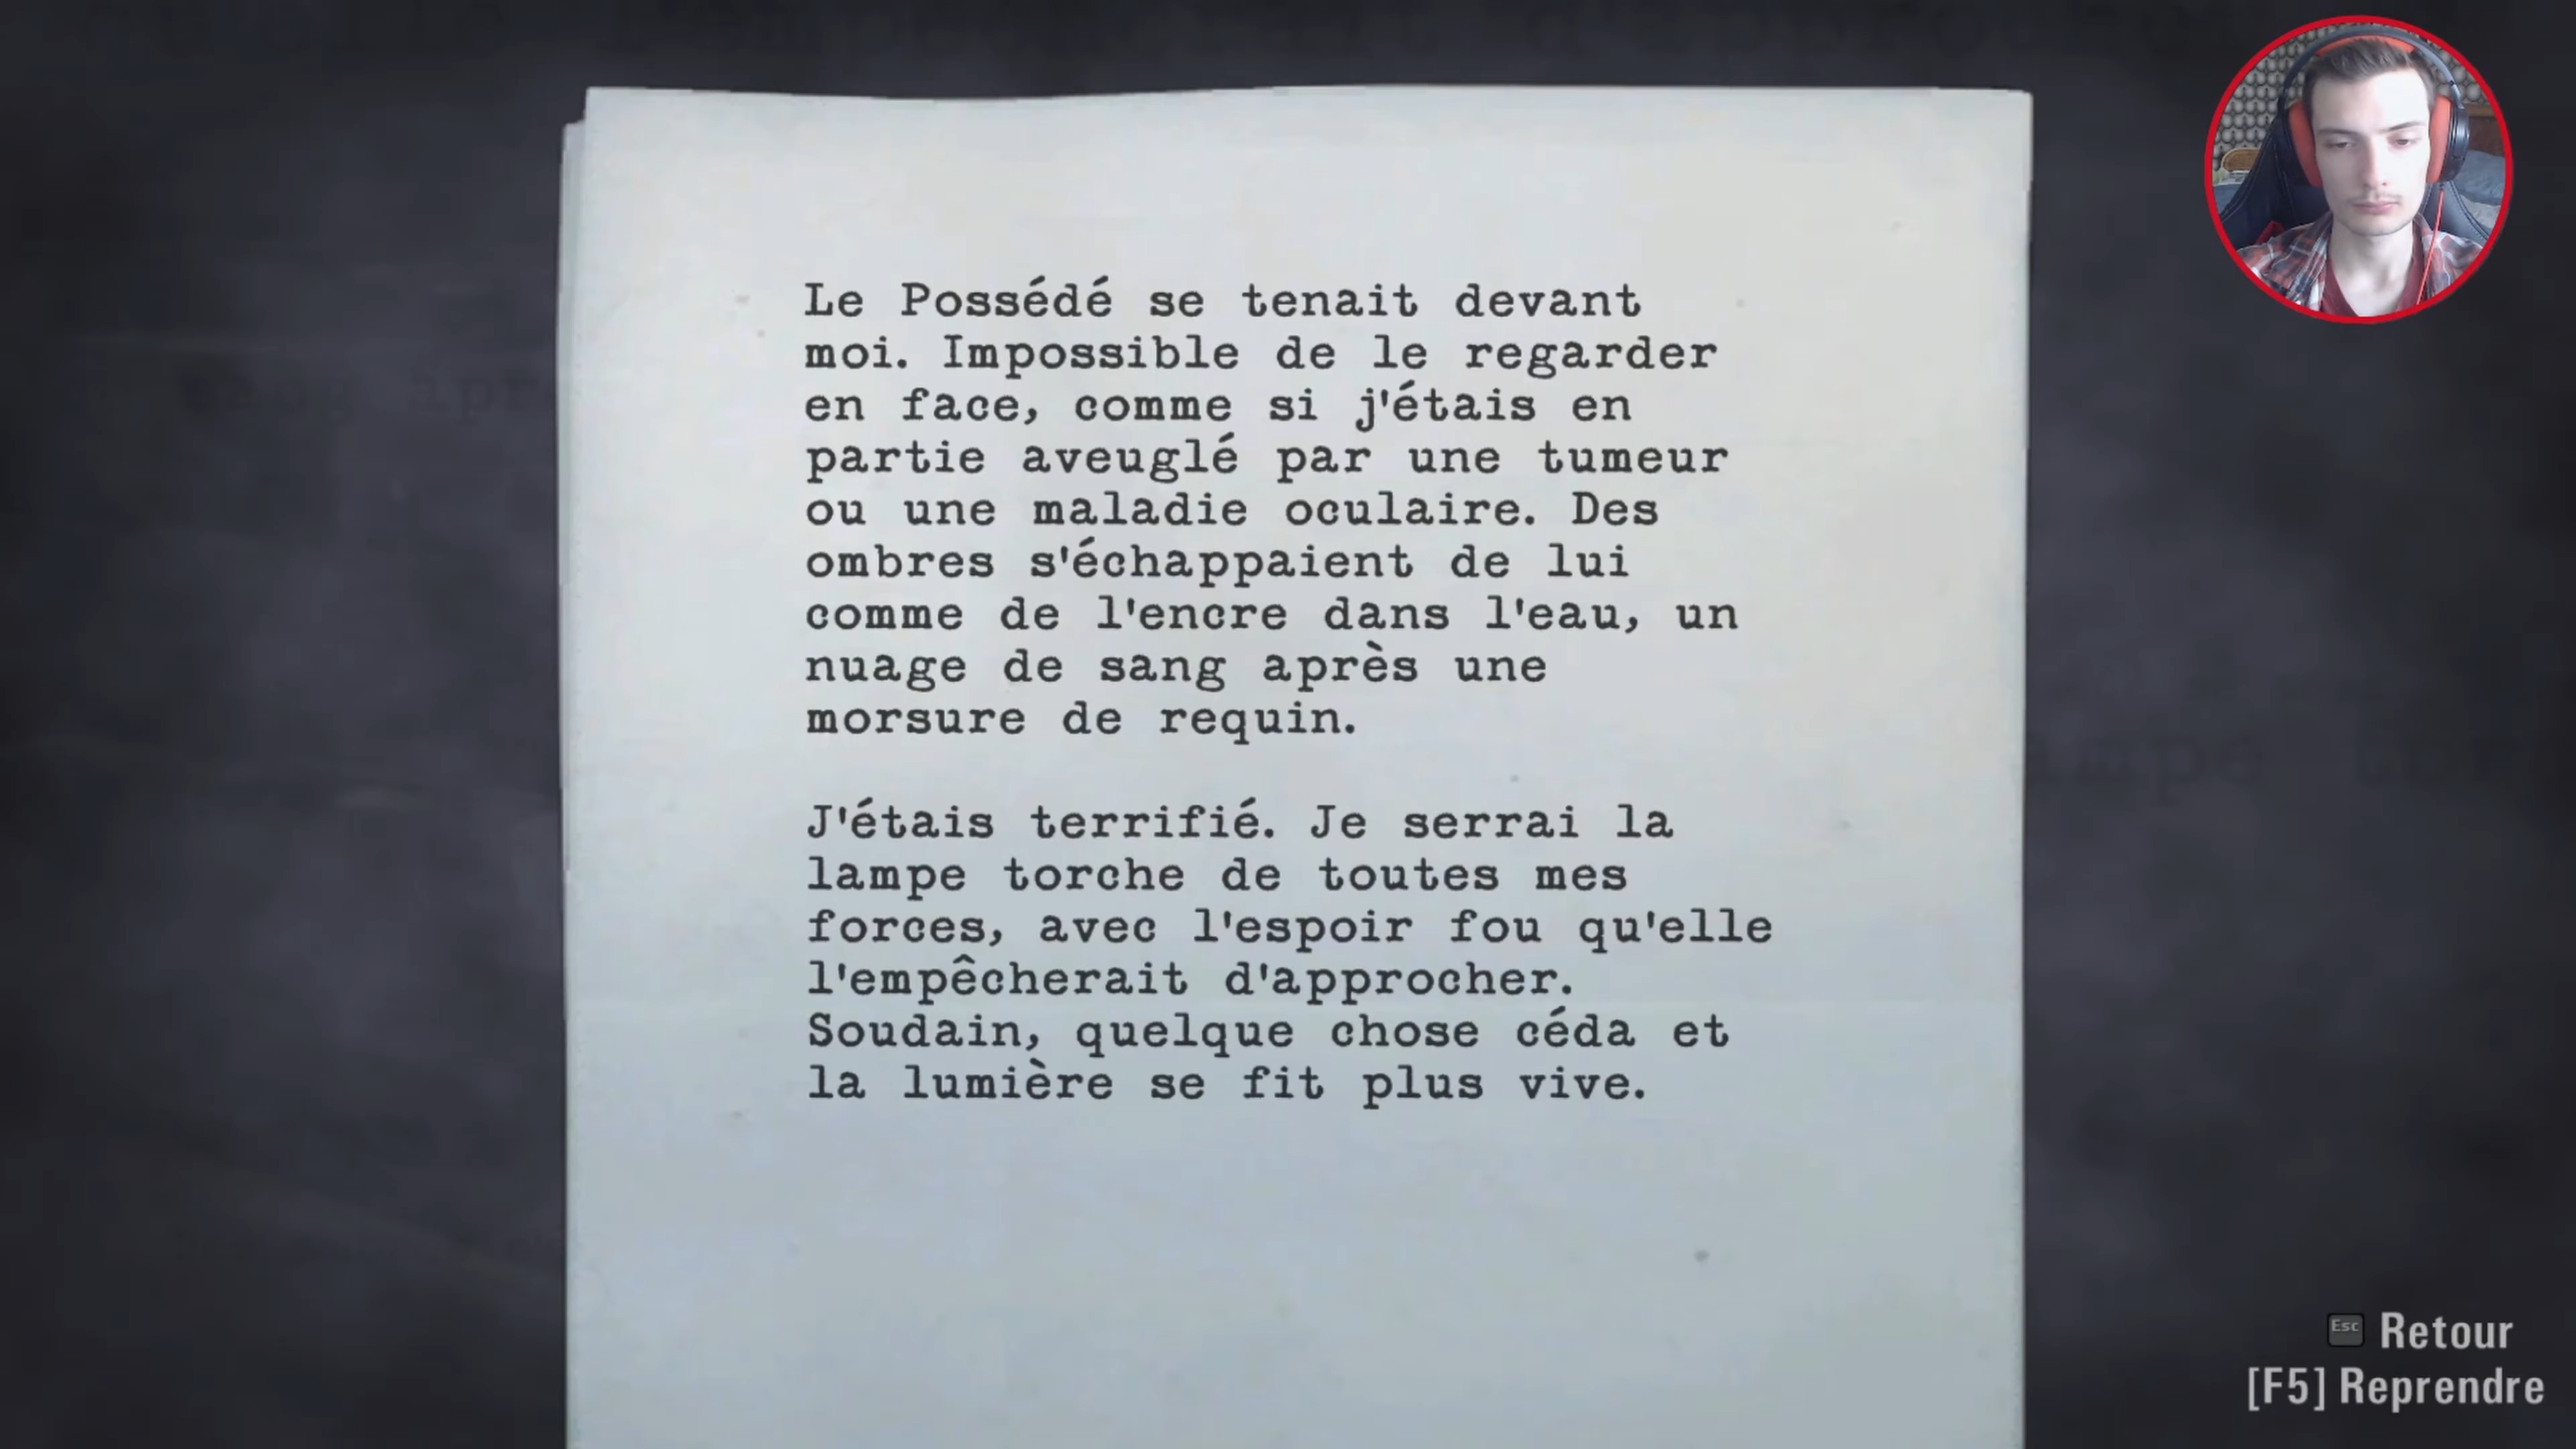 Le Possédé se tenait devant
moi. Impossible de le regarder
en face, comme si j'étais en
partie aveuglé par une tumeur
ou une maladie oculaire. Des
ombres s'échappaient de lui
comme de l'encre dans l'eau, un
nuage de sang après une
morsure de requin.
J'étais terrifié. Je serrai la
lampe torche de toutes mes
forces, avec l'espoir fou qu'elle
l'empêcherait d'approcher.
Soudain, quelque chose céda et
la lumière se fit plus vive.
Esc Retour
[F5] Reprendre